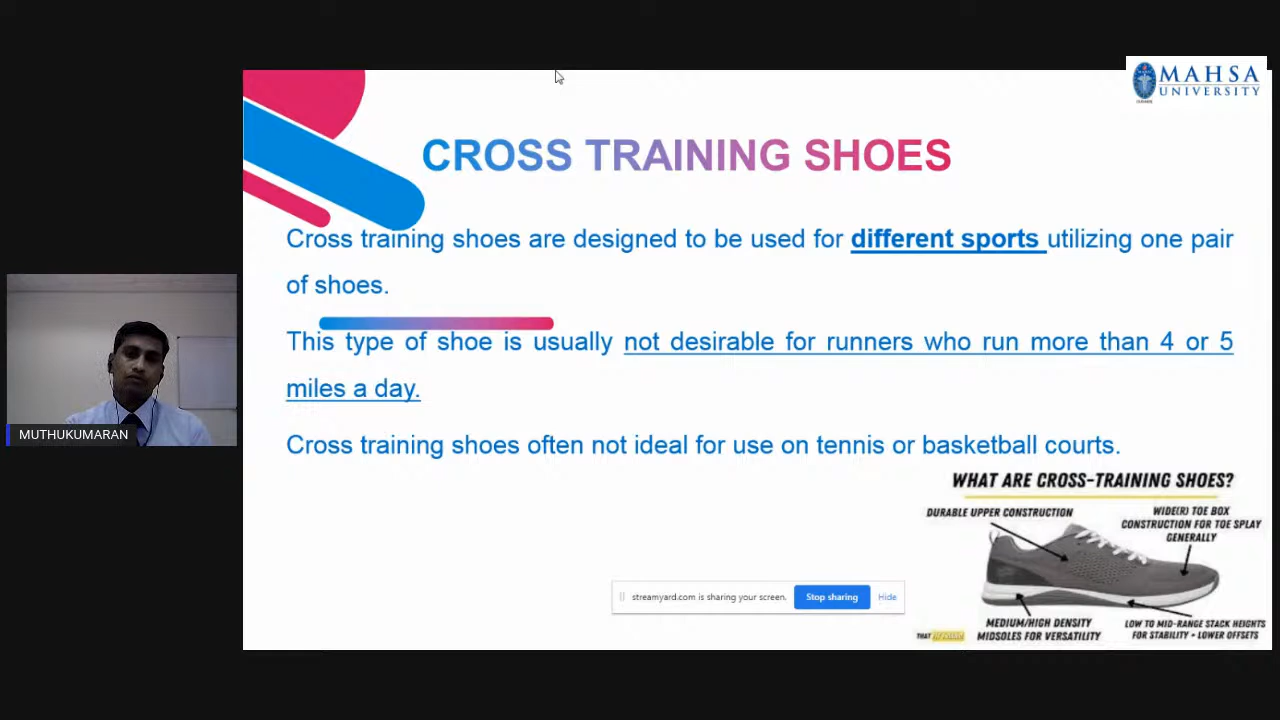 MAHSA
UNIVERSITY
CROSS TRAINING SHOES
Cross training shoes are designed to be used for different sports utilizing one pair
of shoes.
This type of shoe is usually not desirable for runners who run more than 4 or 5
miles a day.
Cross training shoes often not ideal for use on tennis or basketball courts.
MUTHUKUMARAN
WHAT ARE CROSS-TRAINING SHOES?
DURABLE UPPER CONSTRUCTION
WIDE(R) TOE BOX
CONSTRUCTION FOR TOE SPLAY
GENERALLY
MEDIUM/HIGH DENSITY
MIDSOLES FOR VERSATILITY
LOW TO MID-RANGE STACK HEIGHTS
FOR STABILITY + LOWER OFFSETS
THAT
streamyard.com is sharing your screen.
Stop sharing
Hide